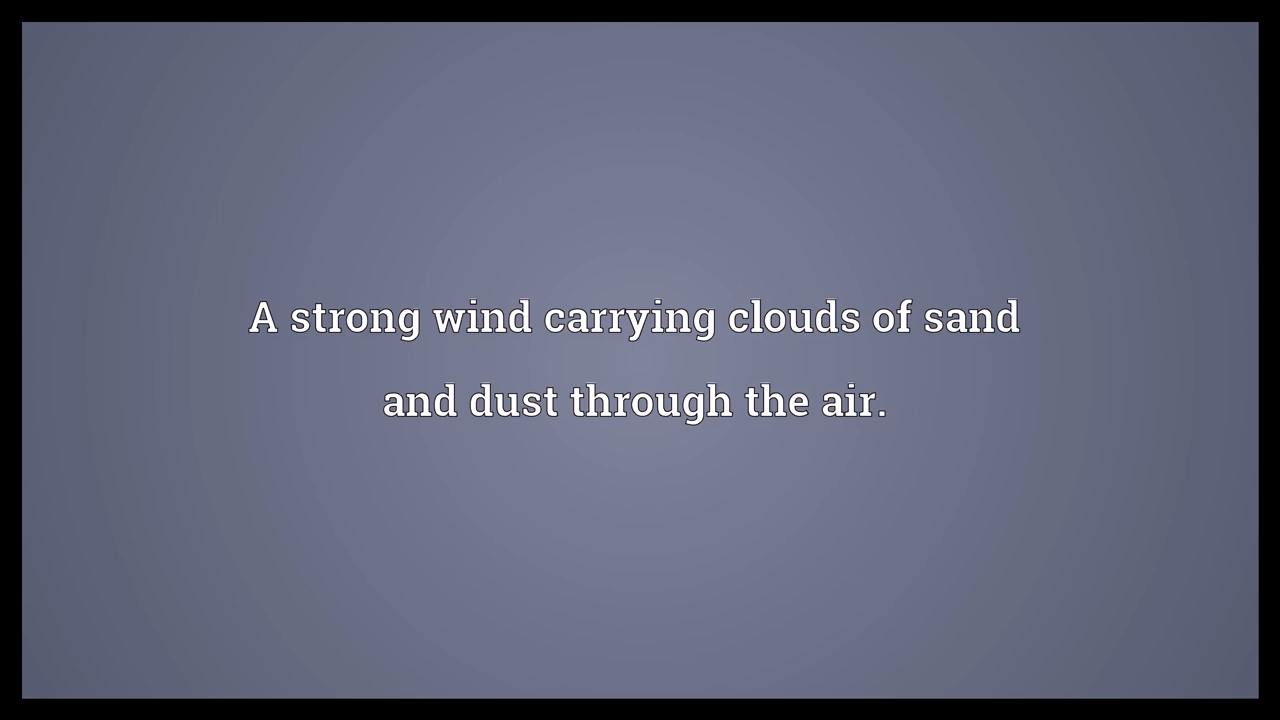 A strong wind carrying clouds of sand
and dust through the air.